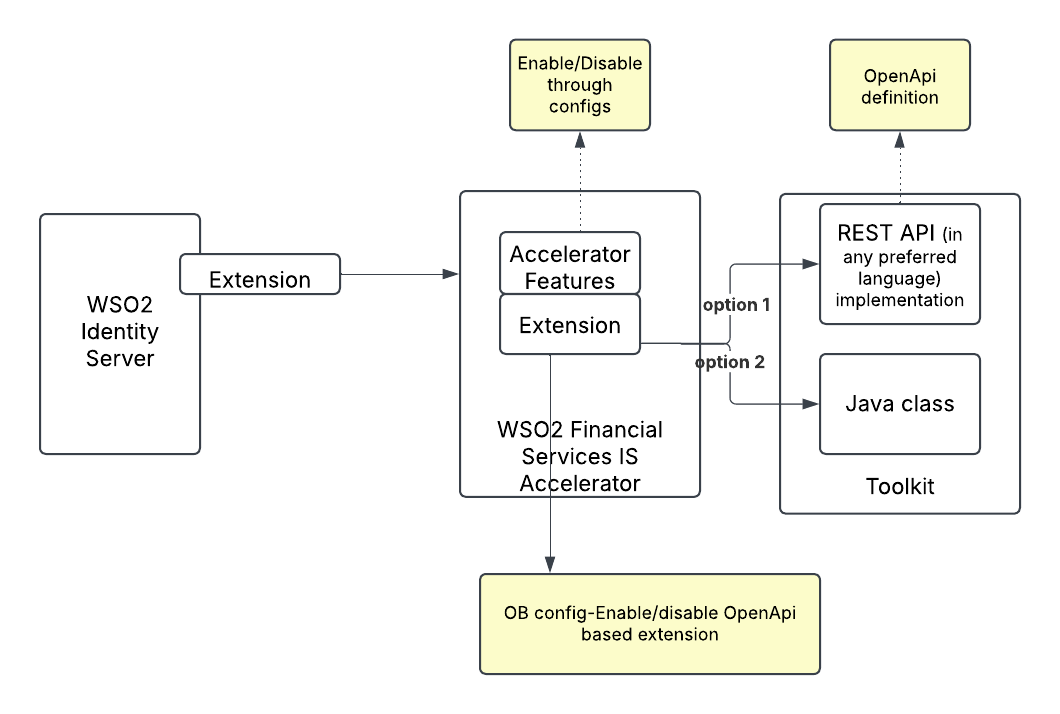 Enable/Disable
through
configs
OpenApi
definition
WSO2
Identity
Server
Extension
Accelerator
Features
Extension
WSO2 Financial
Services IS
Accelerator
option 1
option 2
REST API (in
any preferred
language)
implementation
Java class
Toolkit
OB config-Enable/disable OpenApi
based extension